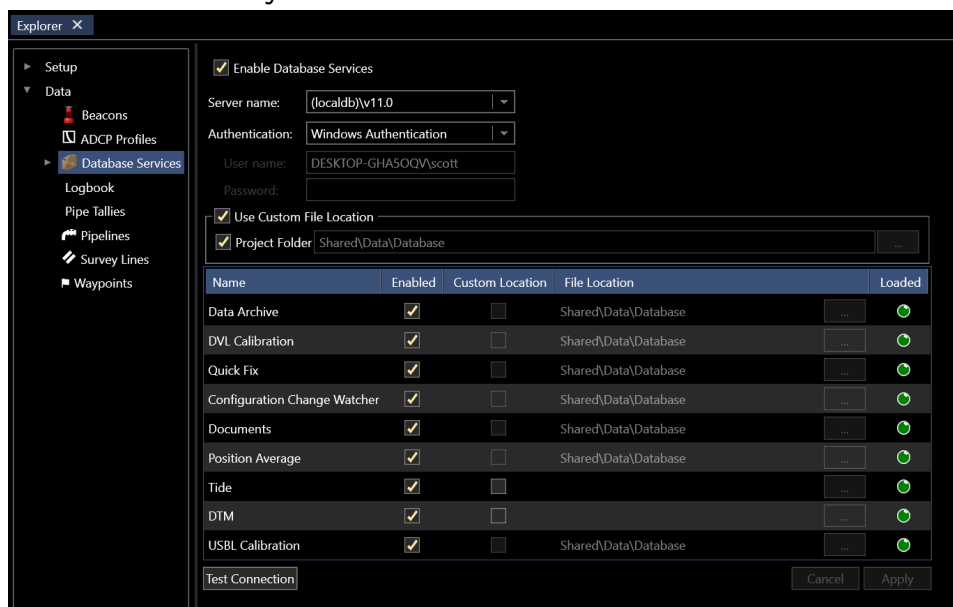 Explorer
Setup
Data
Beacons
ADCP Profiles
Database Services
Logbook
Pipe Tallies
Pipelines
Survey Lines
Waypoints
Enable Database Services
Server name: (localdb)\v11.0
Authentication: Windows Authentication
User name: DESKTOP-GHA5OQV\scott
Password:
Use Custom File Location
Project Folder Shared\Data\Database ...
Name Enabled Custom Location File Location Loaded
Data Archive Shared\Data\Database ...
DVL Calibration Shared\Data\Database ...
Quick Fix Shared\Data\Database ...
Configuration Change Watcher Shared\Data\Database ...
Documents Shared\Data\Database ...
Position Average Shared\Data\Database ...
Tide ...
DTM ...
USBL Calibration Shared\Data\Database ...
Test Connection Cancel Apply